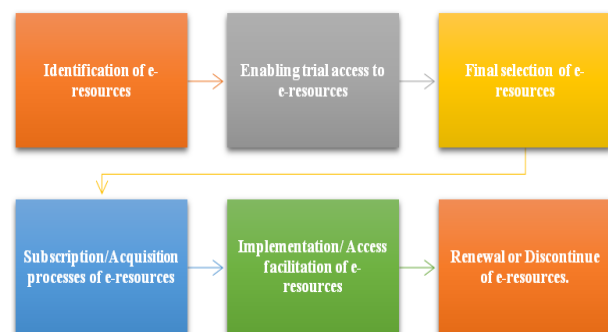 Identification of e-
resources
Enabling trial access to
e-resources
Final selection of e-
resources
Subscription/Acquisition
processes of e-resources
Implementation/ Access
facilitation of e-
resources
Renewal or Discontinue
of e-resources.